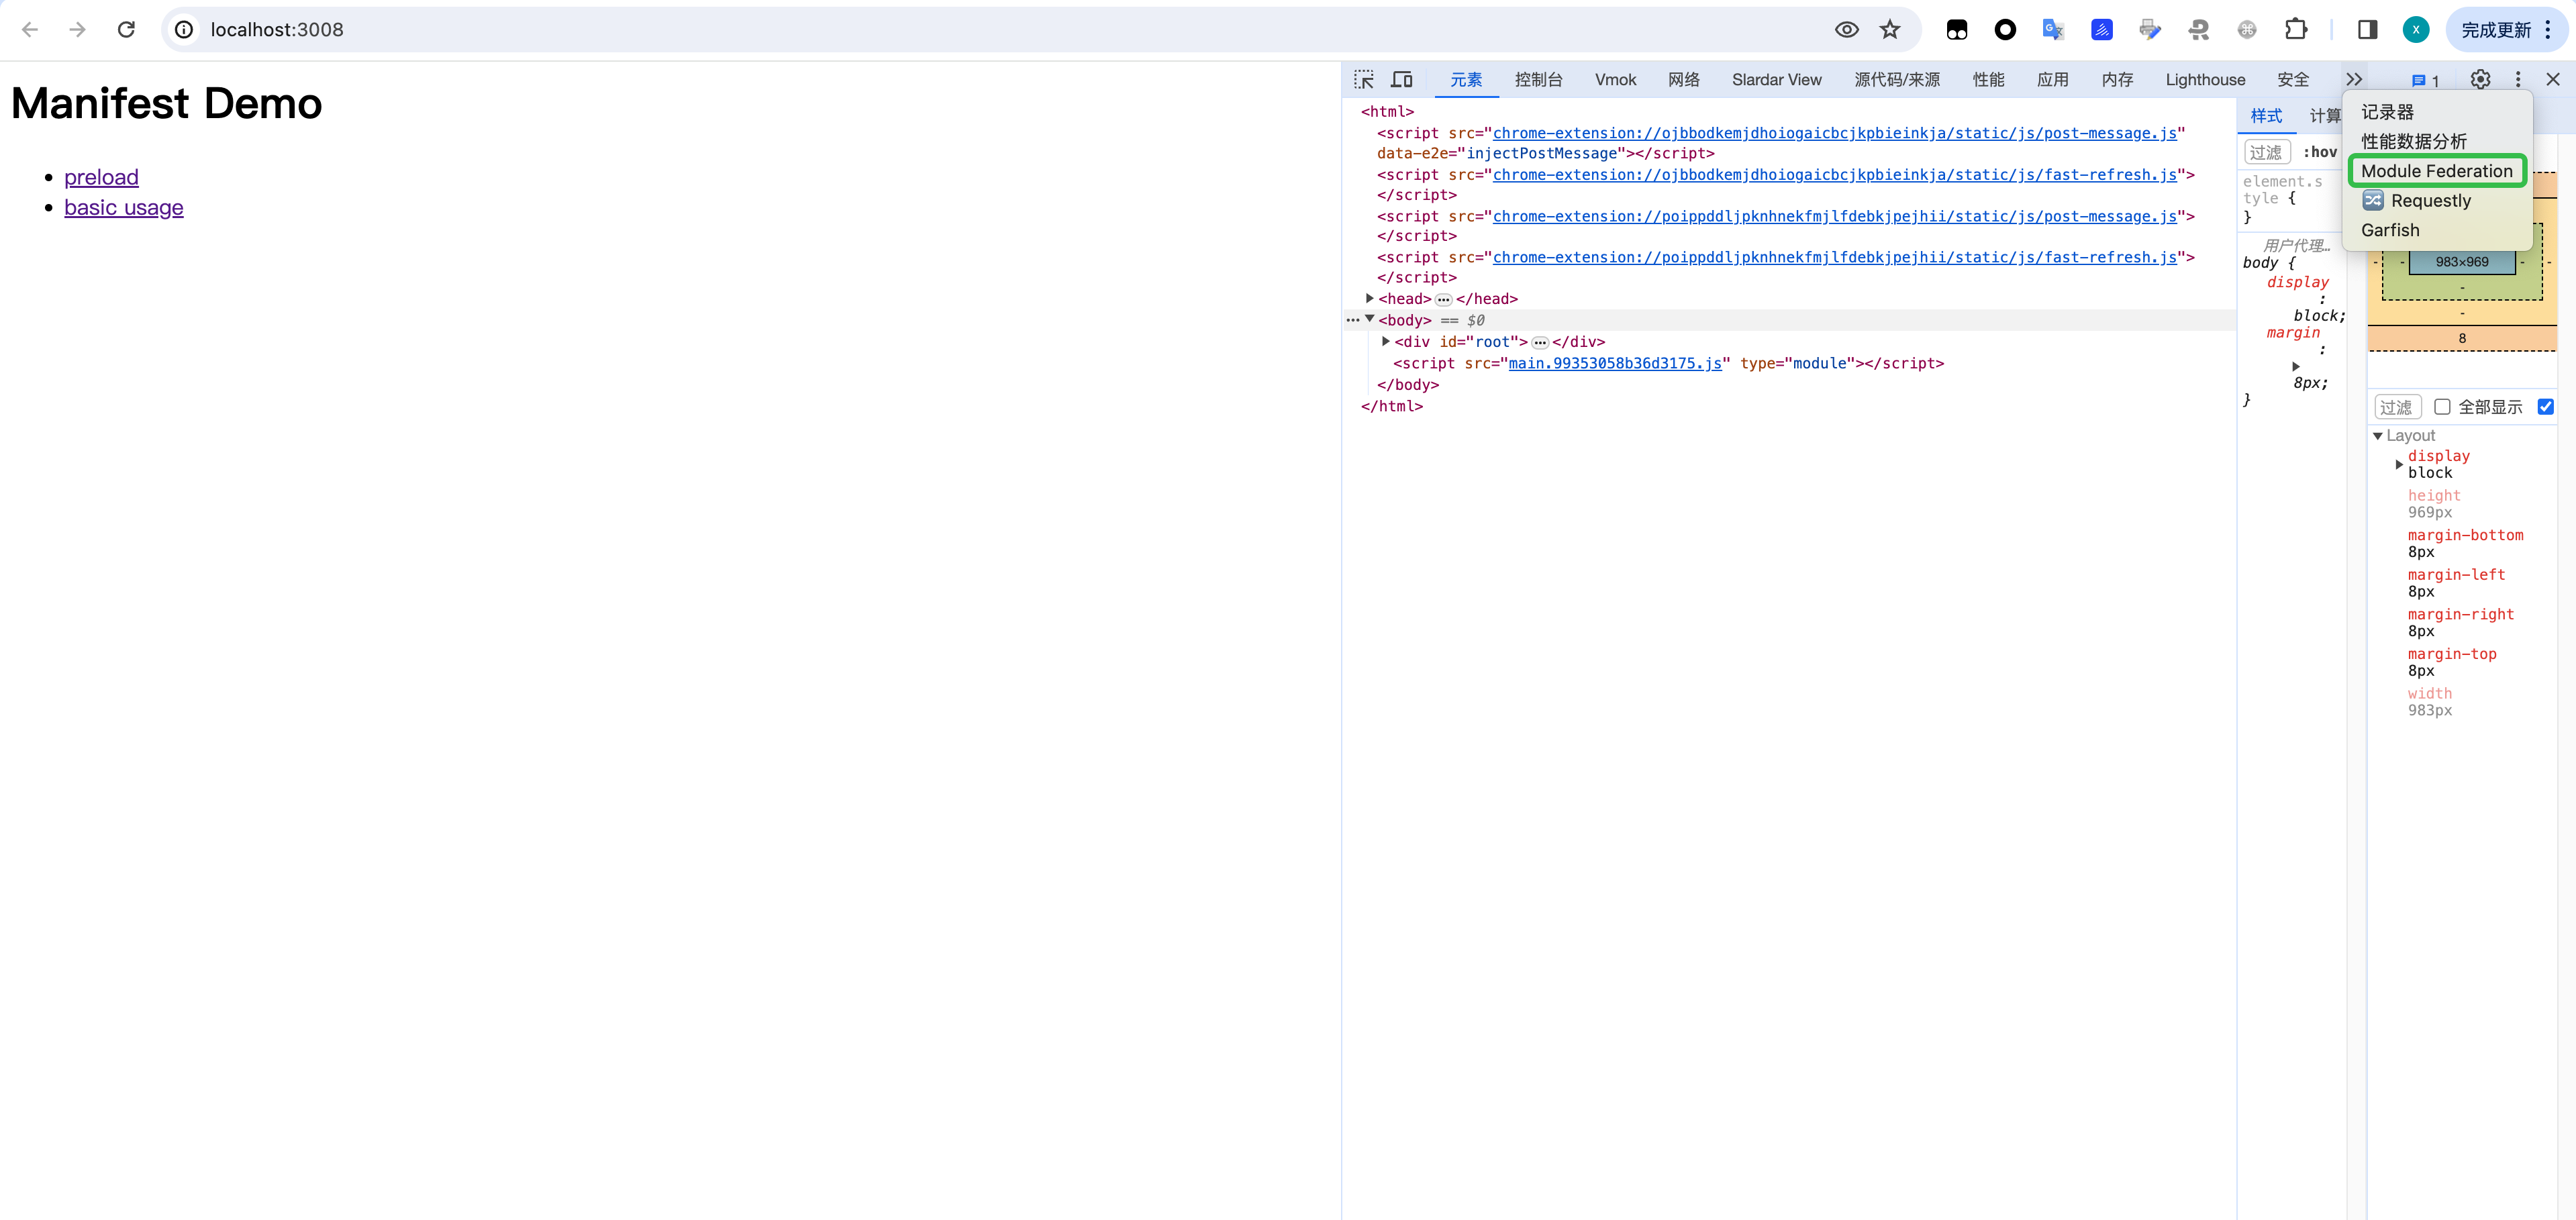 localhost:3008
X
完成更新
Manifest Demo
preload
basic usage
元素
控制台
Vmok
网络
Slardar View
源代码/来源
性能
应用
内存
Lighthouse
安全
1
<html>
<script src="chrome-extension://ojbbodkemjdhoiogaicbcjkpbieinkja/static/js/post-message.js"
data-e2e="injectPostMessage"></script>
<script src="chrome-extension://ojbbodkemjdhoiogaicbcjkpbieinkja/static/js/fast-refresh.js">
</script>
<script src="chrome-extension://poippddljpknhnekfmjlfdebkjpejhii/static/js/post-message.js">
</script>
<script src="chrome-extension://poippddljpknhnekfmjlfdebkjpejhii/static/js/fast-refresh.js">
</script>
<head>…</head>
… <body> == $0
<div id="root">…</div>
<script src="main.99353058b36d3175.js" type="module"></script>
</body>
</html>
样式
计算
过滤
:hov
element.s
tyle {
}
用户代理…
body {
display
:
block;
margin
:
8px;
}
记录器
性能数据分析
Module Federation
Requestly
Garfish
- - 983×969 - -
-
-
8
过滤
全部显示
Layout
display
block
height
969px
margin-bottom
8px
margin-left
8px
margin-right
8px
margin-top
8px
width
983px